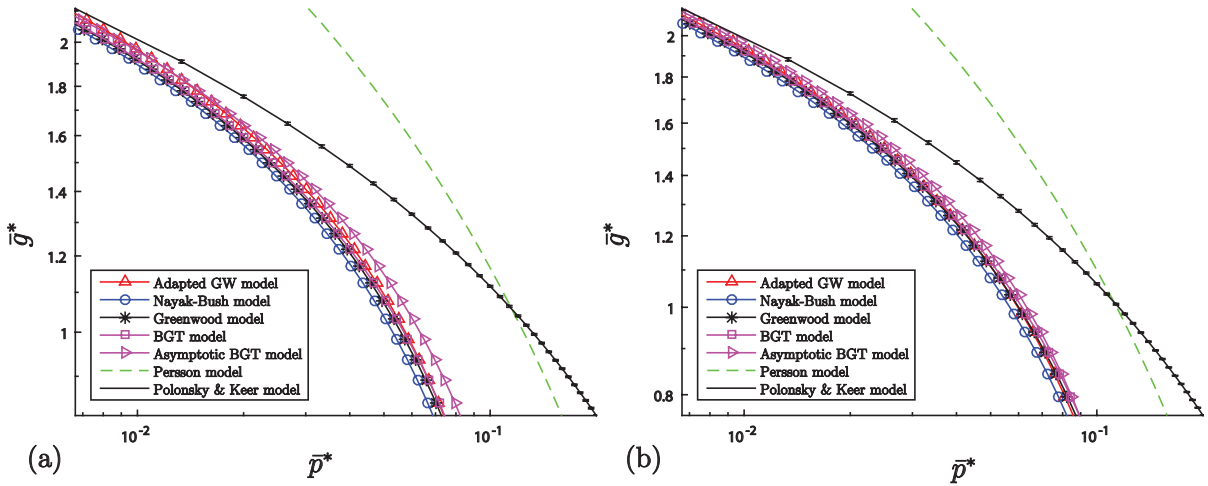 2
1.8
1.6
1.4
1.2
1
ḡ*
Adapted GW model
Nayak-Bush model
Greenwood model
BGT model
Asymptotic BGT model
Persson model
Polonsky & Keer model
10⁻²
10⁻¹
(a)
p̄*
2
1.8
1.6
1.4
1.2
1
0.8
ḡ*
Adapted GW model
Nayak-Bush model
Greenwood model
BGT model
Asymptotic BGT model
Persson model
Polonsky & Keer model
10⁻²
10⁻¹
(b)
p̄*